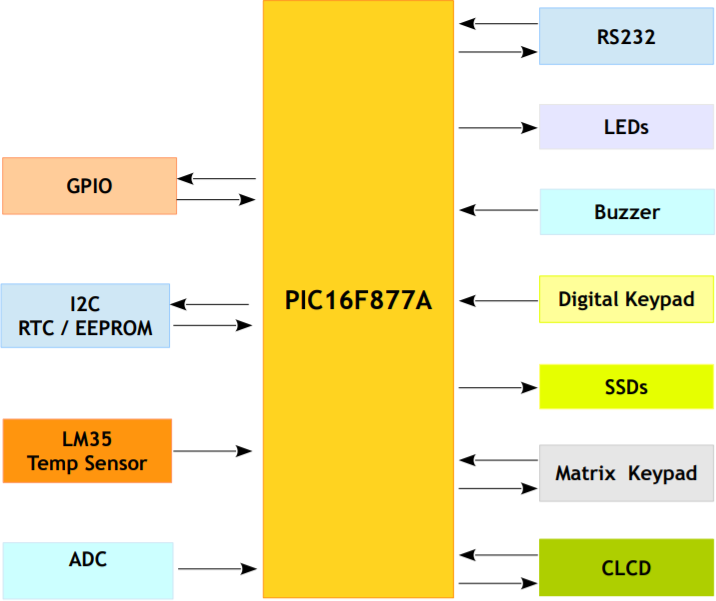 GPIO
I2C
RTC / EEPROM
LM35
Temp Sensor
ADC
PIC16F877A
RS232
LEDs
Buzzer
Digital Keypad
SSDs
Matrix Keypad
CLCD